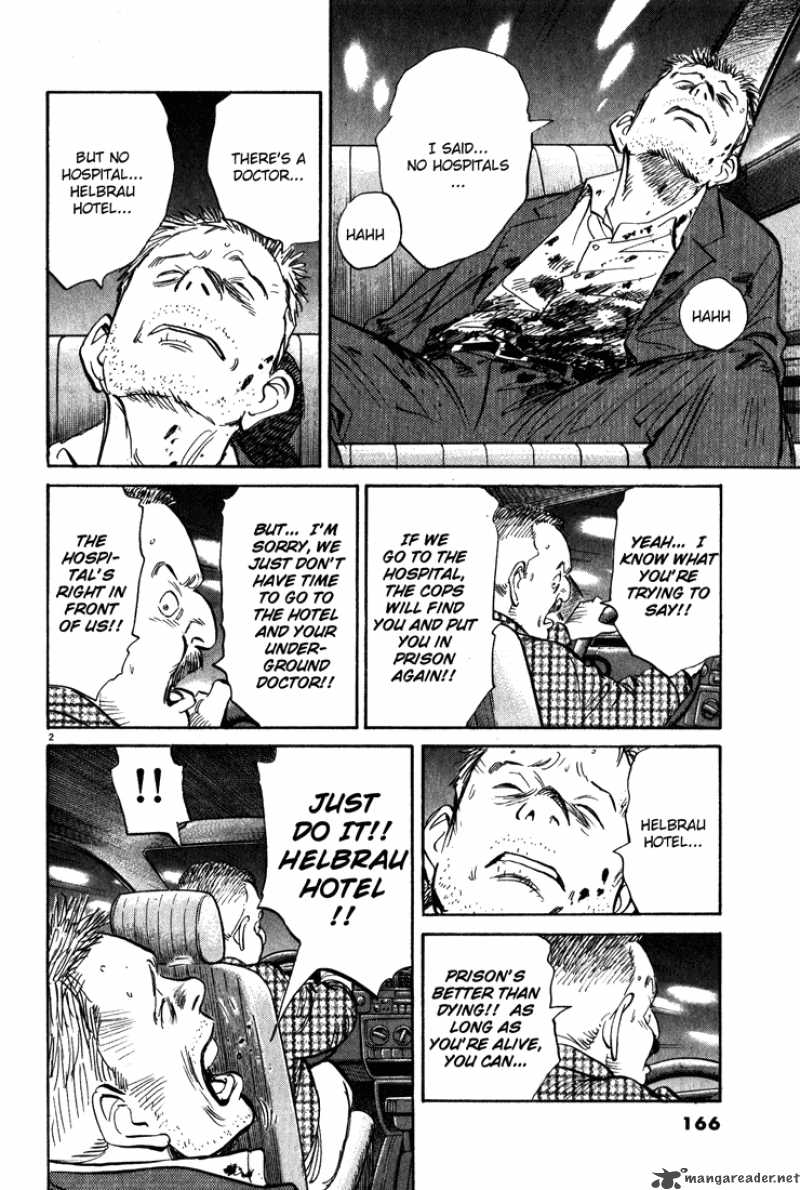 I SAID...
NO HOSPITALS
...
HAHH
HAHH
THERE'S A
DOCTOR...
BUT NO
HOSPITAL...
HELBRAU
HOTEL...
YEAH... I
KNOW WHAT
YOU'RE
TRYING TO
SAY!!
IF WE
GO TO THE
HOSPITAL,
THE COPS
WILL FIND
YOU AND PUT
YOU IN
PRISON
AGAIN!!
BUT... I'M
SORRY, WE
JUST DON'T
HAVE TIME
TO GO TO
THE HOTEL
AND YOUR
UNDER-
GROUND
DOCTOR!!
THE
HOSPI-
TAL'S
RIGHT IN
FRONT
OF US!!
2
HELBRAU
HOTEL...
PRISON'S
BETTER THAN
DYING!! AS
LONG AS
YOU'RE ALIVE,
YOU CAN...
JUST
DO IT!!
HELBRAU
HOTEL
!!
!!
166
mangareader.net